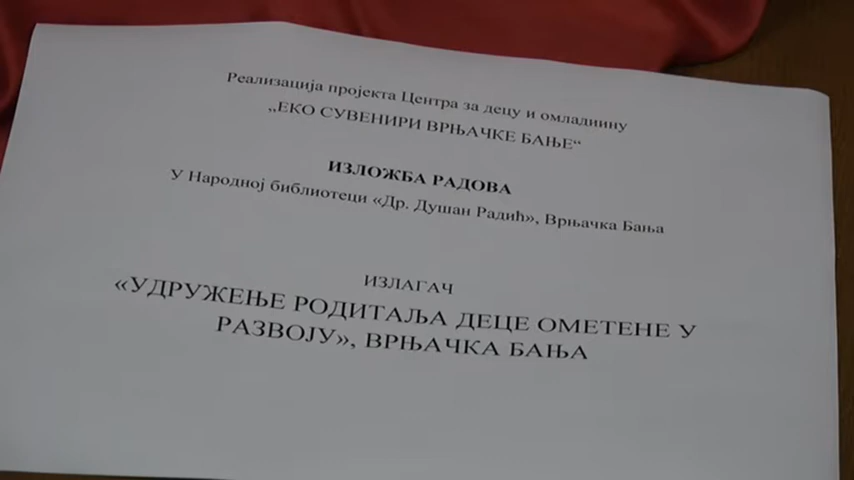 Реализација пројекта Центра за децу и омладиину
„ЕКО СУВЕНИРИ ВРЊАЧКЕ БАЊЕ“
ИЗЛОЖБА РАДОВА
У Народној библиотеци «Др. Душан Радић», Врњачка Бања
ИЗЛАГАЧ
«УДРУЖЕЊЕ РОДИТАЉА ДЕЦЕ ОМЕТЕНЕ У
РАЗВОЈУ», ВРЊАЧКА БАЊА